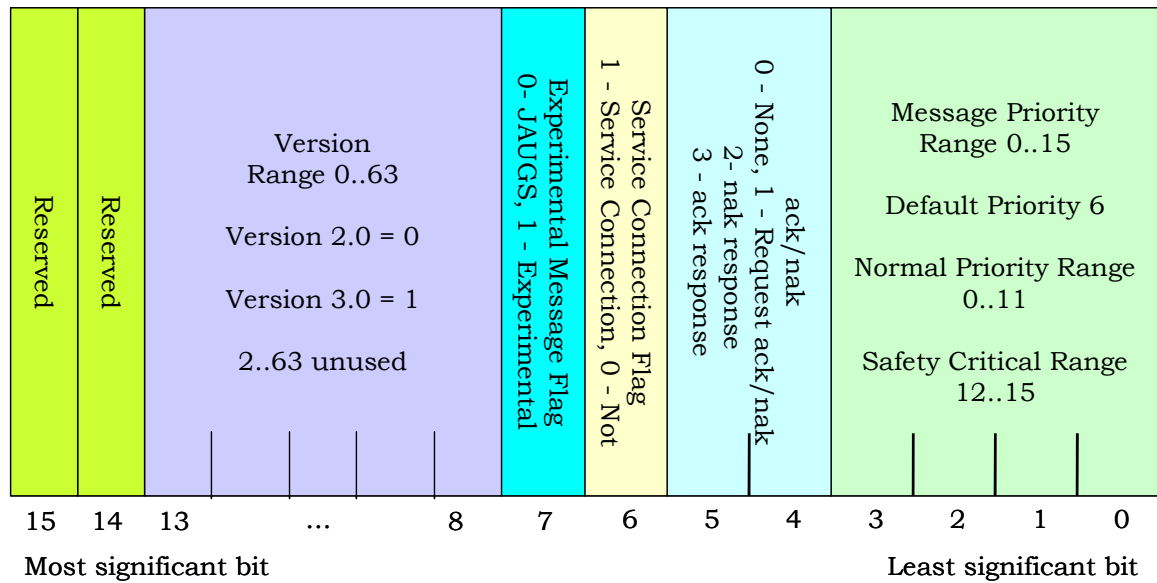 Reserved
Reserved
Version
Range 0..63
Version 2.0 = 0
Version 3.0 = 1
2..63 unused
Experimental Message Flag
0- JAUGS, 1 - Experimental
Service Connection Flag
1 - Service Connection, 0 - Not
ack/nak
0 - None, 1 - Request ack/nak
2- nak response
3 - ack response
Message Priority
Range 0..15
Default Priority 6
Normal Priority Range
0..11
Safety Critical Range
12..15
15 14 13 ... 8 7 6 5 4 3 2 1 0
Most significant bit Least significant bit